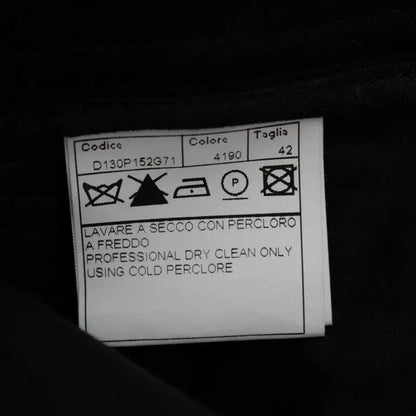 Codice Colore Taglia
D130P152G71 4190 42
P
LAVARE A SECCO CON PERCLORO
A FREDDO
PROFESSIONAL DRY CLEAN ONLY
USING COLD PERCLORE